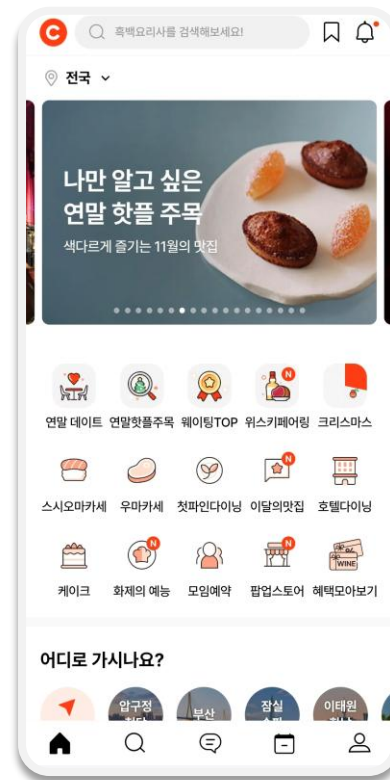 C
흑백요리사를 검색해보세요!
전국
나만 알고 싶은
연말 핫플 주목
색다르게 즐기는 11월의 맛집
연말 데이트 연말핫플주목 웨이팅TOP N 위스키페어링 크리스마스
스시오마카세 우마카세 첫파인다이닝 N 이달의맛집 호텔다이닝
케이크 N 화제의 예능 모임예약 N 팝업스토어 WINE 혜택모아보기
어디로 가시나요?
압구정 부산 잠실 이태원